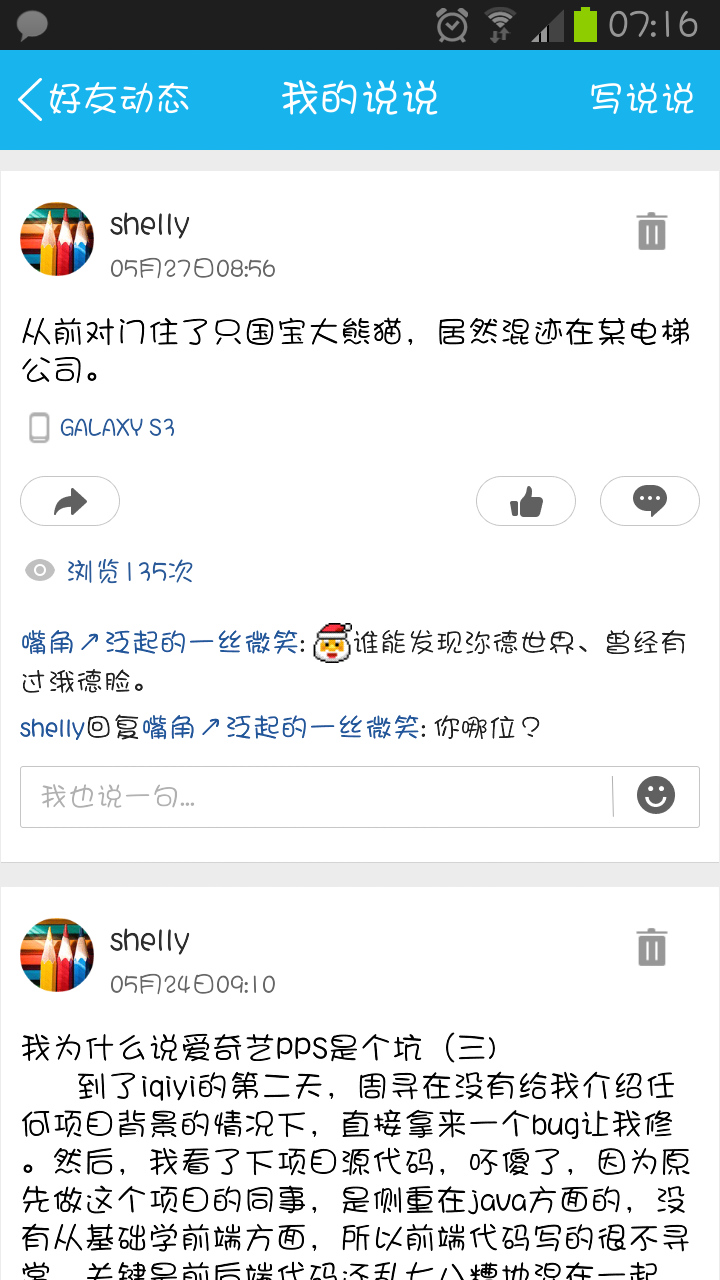 07:16
好友动态 我的说说 写说说
shelly
05月27日08:56
从前对门住了只国宝大熊猫，居然混迹在某电梯
公司。
GALAXY S3
浏览135次
嘴角↗泛起的一丝微笑:谁能发现沵德世界、曾经有
过涐德脸。
shelly回复嘴角↗泛起的一丝微笑: 你哪位？
我也说一句...
shelly
05月24日09:10
我为什么说爱奇艺PPS是个坑（三）
到了iqiyi的第二天，周寻在没有给我介绍任
何项目背景的情况下，直接拿来一个bug让我修
。然后，我看了下项目源代码，吓傻了，因为原
先做这个项目的同事，是侧重在java方面的，没
有从基础学前端方面，所以前端代码写的很不寻
常，关键是前后端代码还乱七八糟地混在一起，